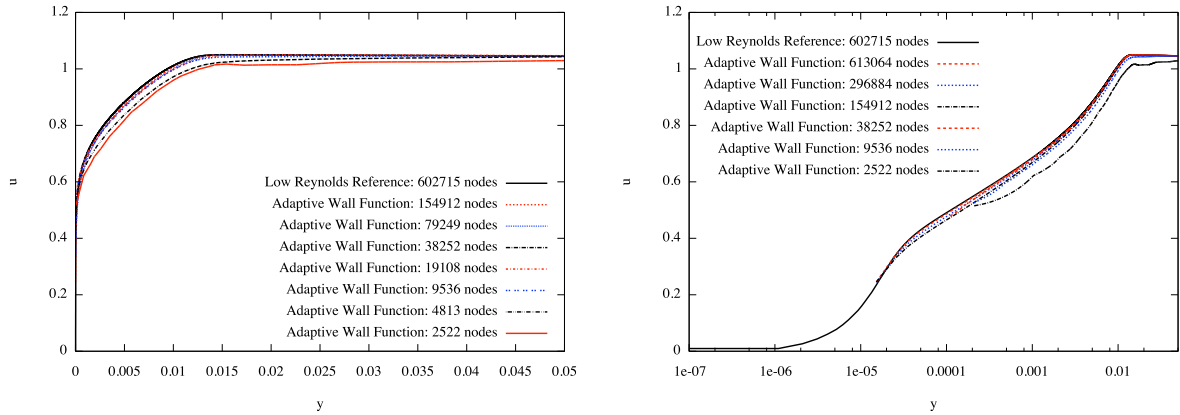 1.2
1
0.8
0.6
0.4
0.2
0
u
Low Reynolds Reference: 602715 nodes
Adaptive Wall Function: 154912 nodes
Adaptive Wall Function: 79249 nodes
Adaptive Wall Function: 38252 nodes
Adaptive Wall Function: 19108 nodes
Adaptive Wall Function: 9536 nodes
Adaptive Wall Function: 4813 nodes
Adaptive Wall Function: 2522 nodes
0 0.005 0.01 0.015 0.02 0.025 0.03 0.035 0.04 0.045 0.05
y
1.2
1
0.8
0.6
0.4
0.2
0
u
Low Reynolds Reference: 602715 nodes
Adaptive Wall Function: 613064 nodes
Adaptive Wall Function: 296884 nodes
Adaptive Wall Function: 154912 nodes
Adaptive Wall Function: 38252 nodes
Adaptive Wall Function: 9536 nodes
Adaptive Wall Function: 2522 nodes
1e-07 1e-06 1e-05 0.0001 0.001 0.01
y